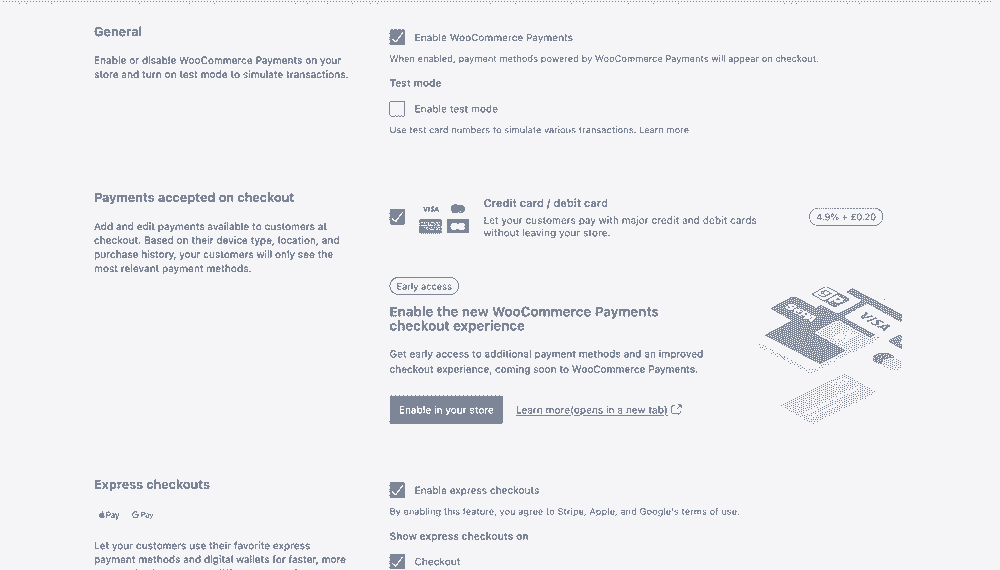 General
Enable or disable WooCommerce Payments on your
store and turn on test mode to simulate transactions.
Enable WooCommerce Payments
When enabled, payment methods powered by WooCommerce Payments will appear on checkout.
Test mode
Enable test mode
Use test card numbers to simulate various transactions. Learn more
Payments accepted on checkout
Add and edit payments available to customers at
checkout. Based on their device type, location, and
purchase history, your customers will only see the
most relevant payment methods.
VISA
Credit card / debit card
Let your customers pay with major credit and debit cards
without leaving your store.
4.9% + £0.20
Early access
Enable the new WooCommerce Payments
checkout experience
Get early access to additional payment methods and an improved
checkout experience, coming soon to WooCommerce Payments.
Enable in your store
Learn more(opens in a new tab)
VISA
Express checkouts
Pay
G Pay
Let your customers use their favorite express
payment methods and digital wallets for faster, more
Enable express checkouts
By enabling this feature, you agree to Stripe, Apple, and Google's terms of use.
Show express checkouts on
Checkout